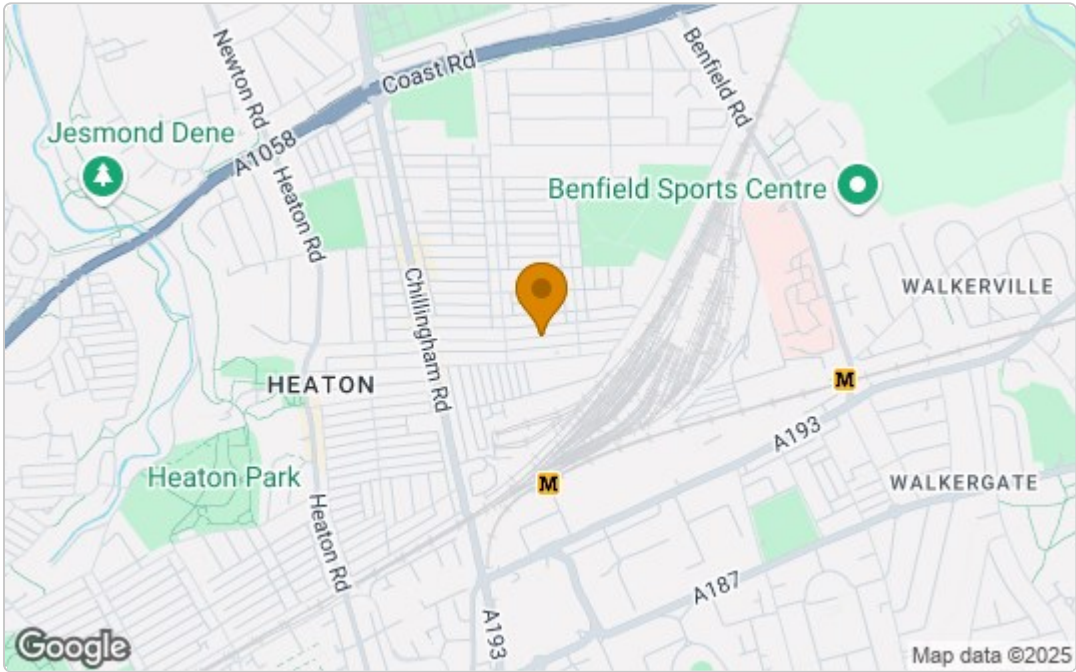 Newton Rd
Coast Rd
Benfield Rd
Jesmond Dene
A1058
Heaton Rd
Benfield Sports Centre
Chillingham Rd
WALKERVILLE
HEATON
M
A193
Heaton Park
M
WALKERGATE
Heaton Rd
A187
A193
Google
Map data ©2025